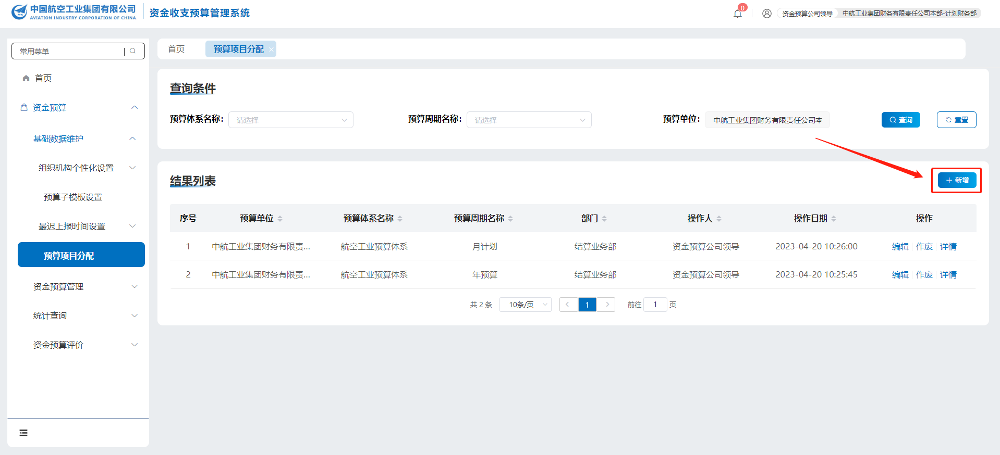 中国航空工业集团有限公司
AVIATION INDUSTRY CORPORATION OF CHINA
资金收支预算管理系统
0
资金预算公司领导
中航工业集团财务有限责任公司本部-计划财务部
常用菜单
首页
资金预算
基础数据维护
组织机构个性化设置
预算子模板设置
最迟上报时间设置
预算项目分配
资金预算管理
统计查询
资金预算评价
首页 预算项目分配
查询条件
预算体系名称: 请选择 预算周期名称: 请选择 预算单位: 中航工业集团财务有限责任公司本 查询 重置
结果列表
新增
序号 预算单位 预算体系名称 预算周期名称 部门 操作人 操作日期 操作
1 中航工业集团财务有限责... 航空工业预算体系 月计划 结算业务部 资金预算公司领导 2023-04-20 10:26:00 编辑 作废 详情
2 中航工业集团财务有限责... 航空工业预算体系 年预算 结算业务部 资金预算公司领导 2023-04-20 10:25:45 编辑 作废 详情
共 2 条 10条/页 1 前往 1 页